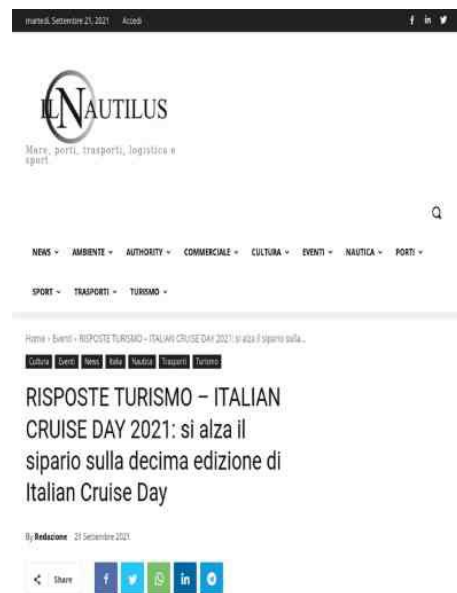 martedì, Settembre 21, 2021 Accedi
IL NAUTILUS
Mare, porti, trasporti, logistica e
sport
NEWS AMBIENTE AUTHORITY COMMERCIALE CULTURA EVENTI NAUTICA PORTI
SPORT TRASPORTI TURISMO
Home › Eventi › RISPOSTE TURISMO – ITALIAN CRUISE DAY 2021: si alza il sipario sulla...
Cultura Eventi News Italia Nautica Trasporti Turismo
RISPOSTE TURISMO – ITALIAN
CRUISE DAY 2021: si alza il
sipario sulla decima edizione di
Italian Cruise Day
By Redazione 21 Settembre 2021
Share